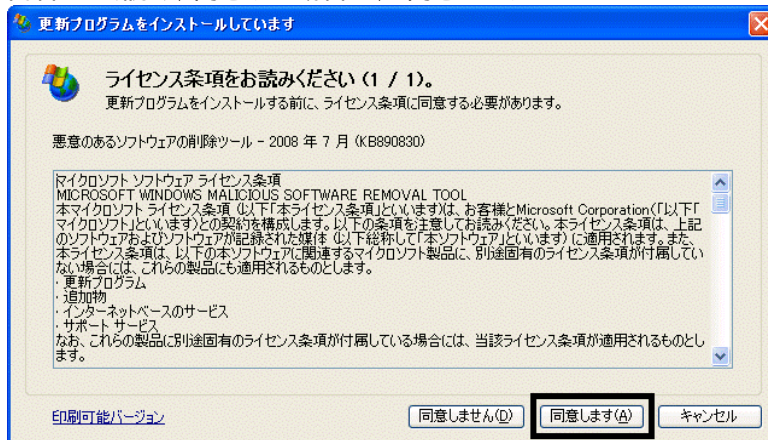 更新プログラムをインストールしています
ライセンス条項をお読みください (1 / 1)。
更新プログラムをインストールする前に、ライセンス条項に同意する必要があります。
悪意のあるソフトウェアの削除ツール - 2008 年 7 月 (KB890830)
マイクロソフト ソフトウェア ライセンス条項
MICROSOFT WINDOWS MALICIOUS SOFTWARE REMOVAL TOOL
本マイクロソフト ライセンス条項 (以下「本ライセンス条項」といいます)は、お客様とMicrosoft Corporation(「以下「
マイクロソフト」といいます)との契約を構成します。以下の条項を注意してお読みください。本ライセンス条項は、上記
のソフトウェアおよびソフトウェアが記録された媒体 (以下総称して「本ソフトウェア」といいます) に適用されます。また、
本ライセンス条項は、以下の本ソフトウェアに関連するマイクロソフト製品に、別途固有のライセンス条項が付属してい
ない場合には、これらの製品にも適用されるものとします。
・更新プログラム
・追加物
・インターネットベースのサービス
・サポート サービス
なお、これらの製品に別途固有のライセンス条項が付属している場合には、当該ライセンス条項が適用されるものとし
ます。
印刷可能バージョン
同意しません(D)
同意します(A)
キャンセル